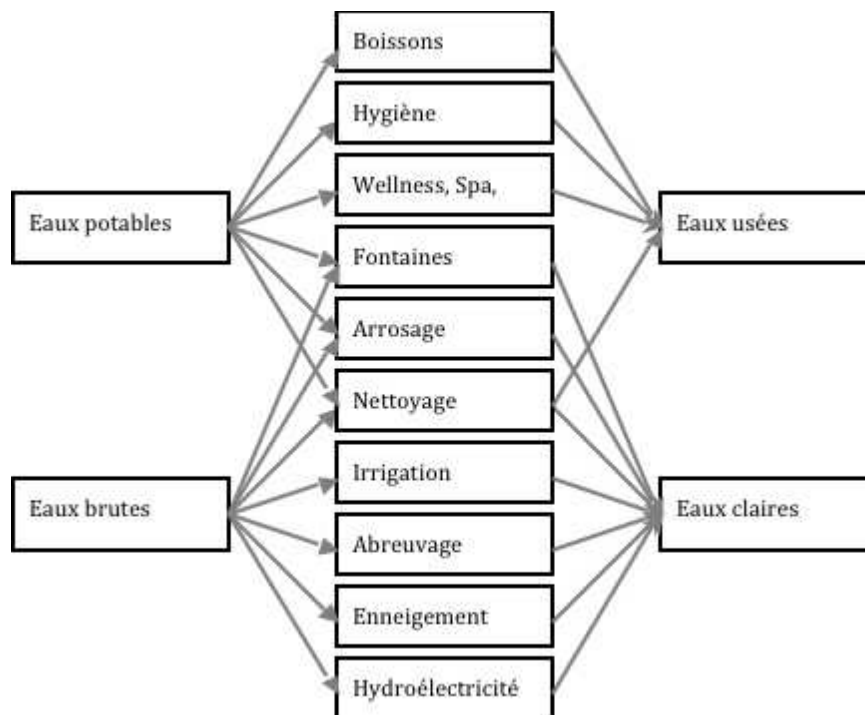 Boissons
Hygiène
Wellness, Spa,
Eaux potables
Eaux usées
Fontaines
Arrosage
Nettoyage
Irrigation
Eaux brutes
Eaux claires
Abreuvage
Enneigement
Hydroélectricité